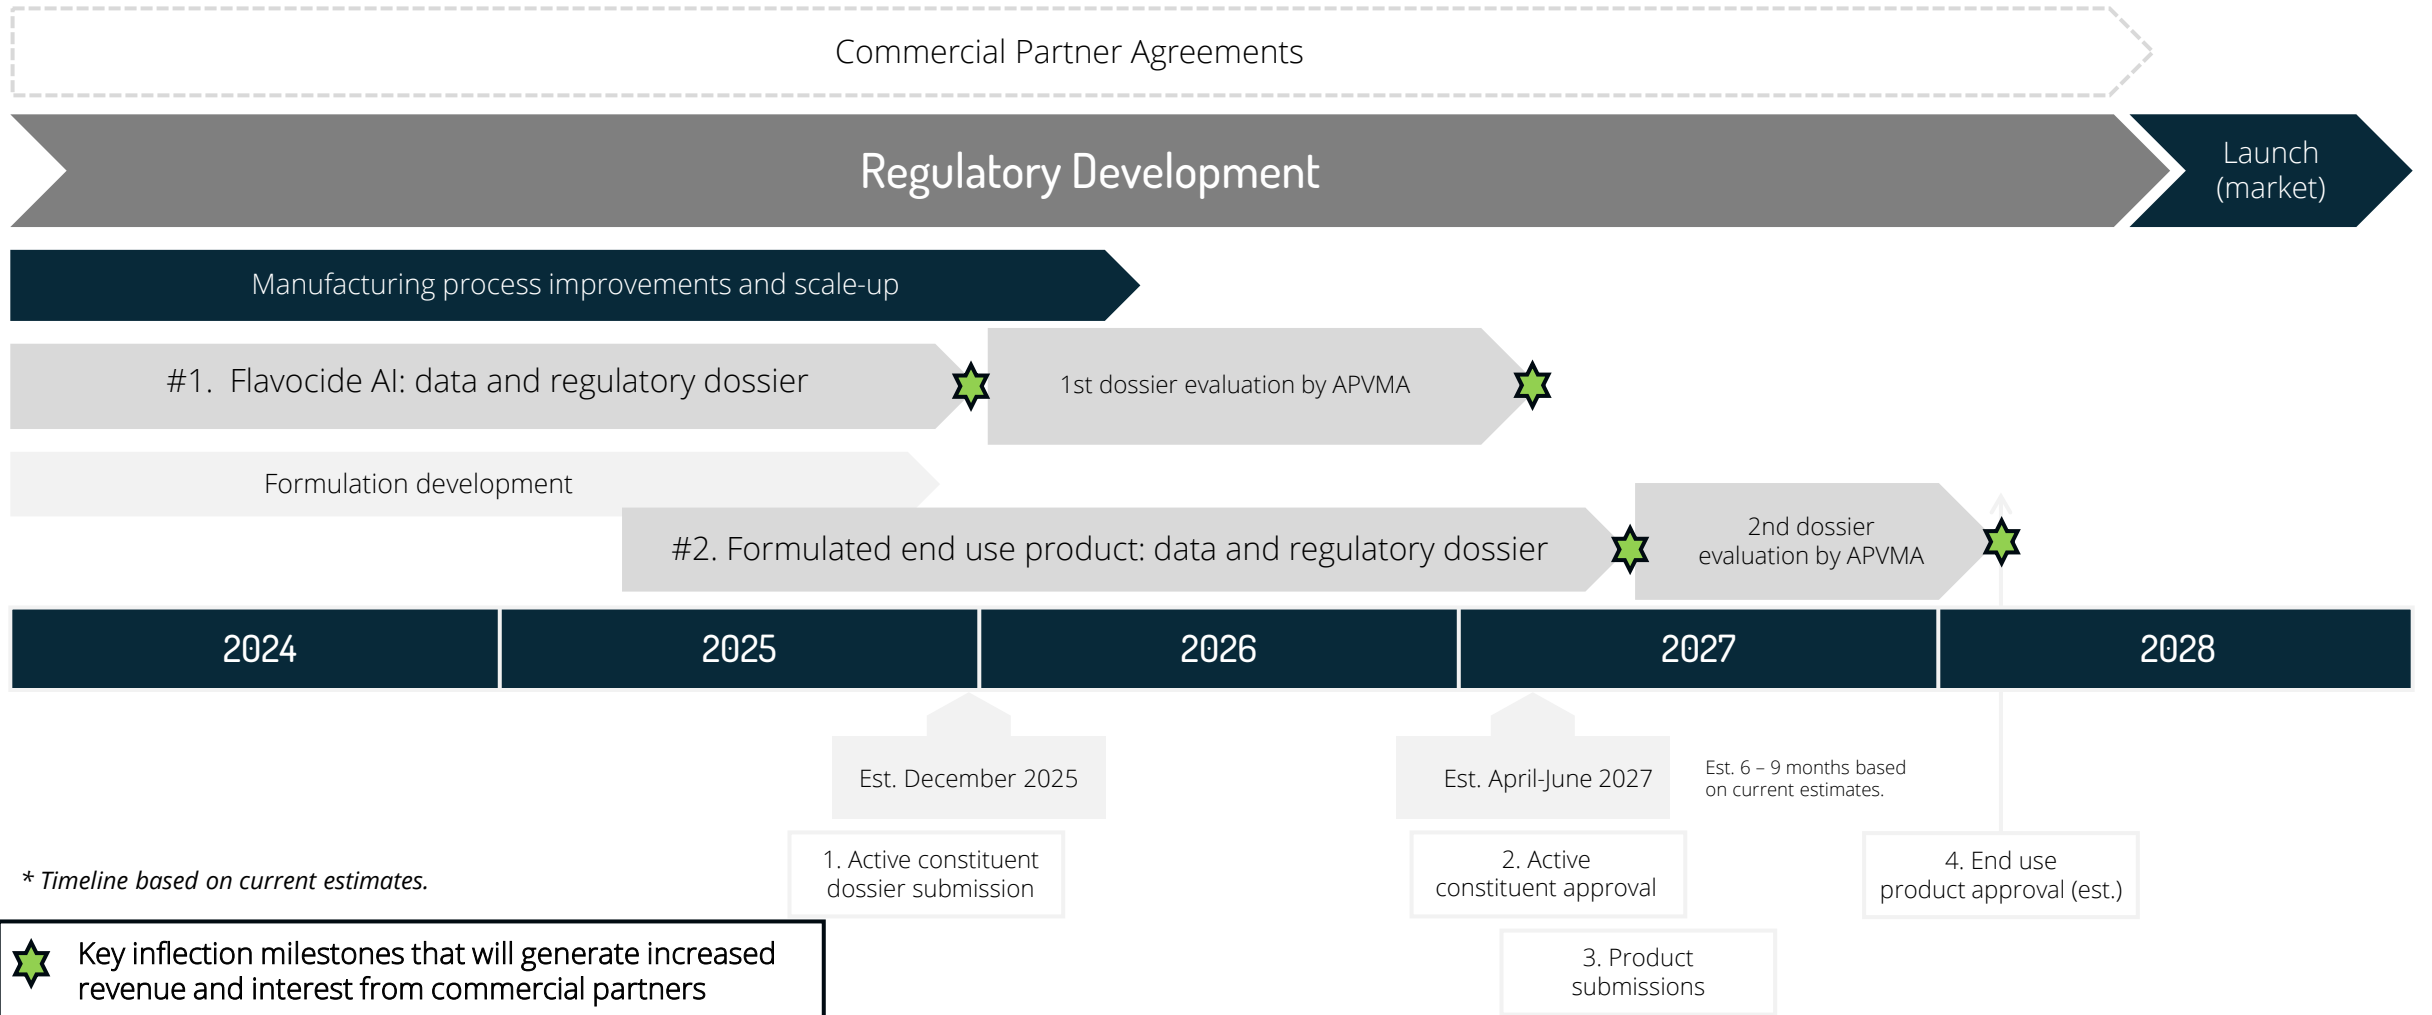 Commercial Partner Agreements
Regulatory Development
Launch
(market)
Manufacturing process improvements and scale-up
#1. Flavocide AI: data and regulatory dossier
1st dossier evaluation by APVMA
Formulation development
#2. Formulated end use product: data and regulatory dossier
2nd dossier
evaluation by APVMA
2024
2025
2026
2027
2028
Est. December 2025
Est. April-June 2027
Est. 6 – 9 months based
on current estimates.
1. Active constituent
dossier submission
2. Active
constituent approval
3. Product
submissions
4. End use
product approval (est.)
* Timeline based on current estimates.
Key inflection milestones that will generate increased
revenue and interest from commercial partners